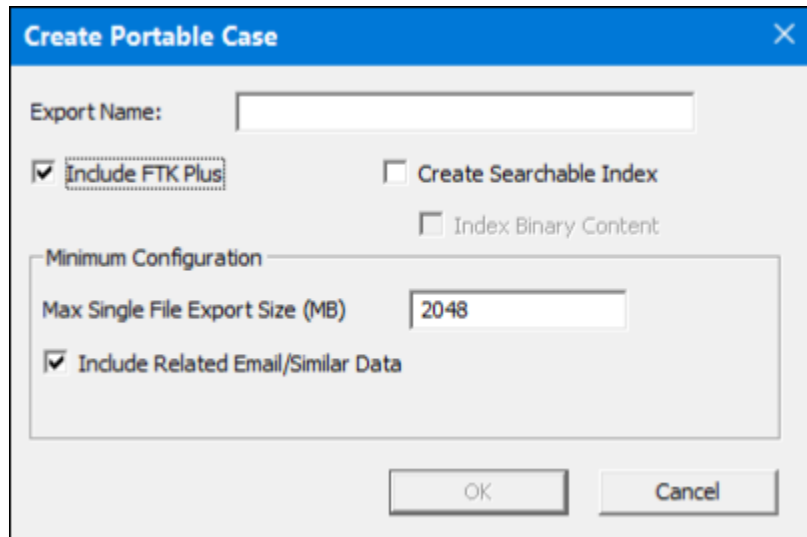 Create Portable Case
Export Name:
Include FTK Plus
Create Searchable Index
Index Binary Content
Minimum Configuration
Max Single File Export Size (MB) 2048
Include Related Email/Similar Data
OK Cancel